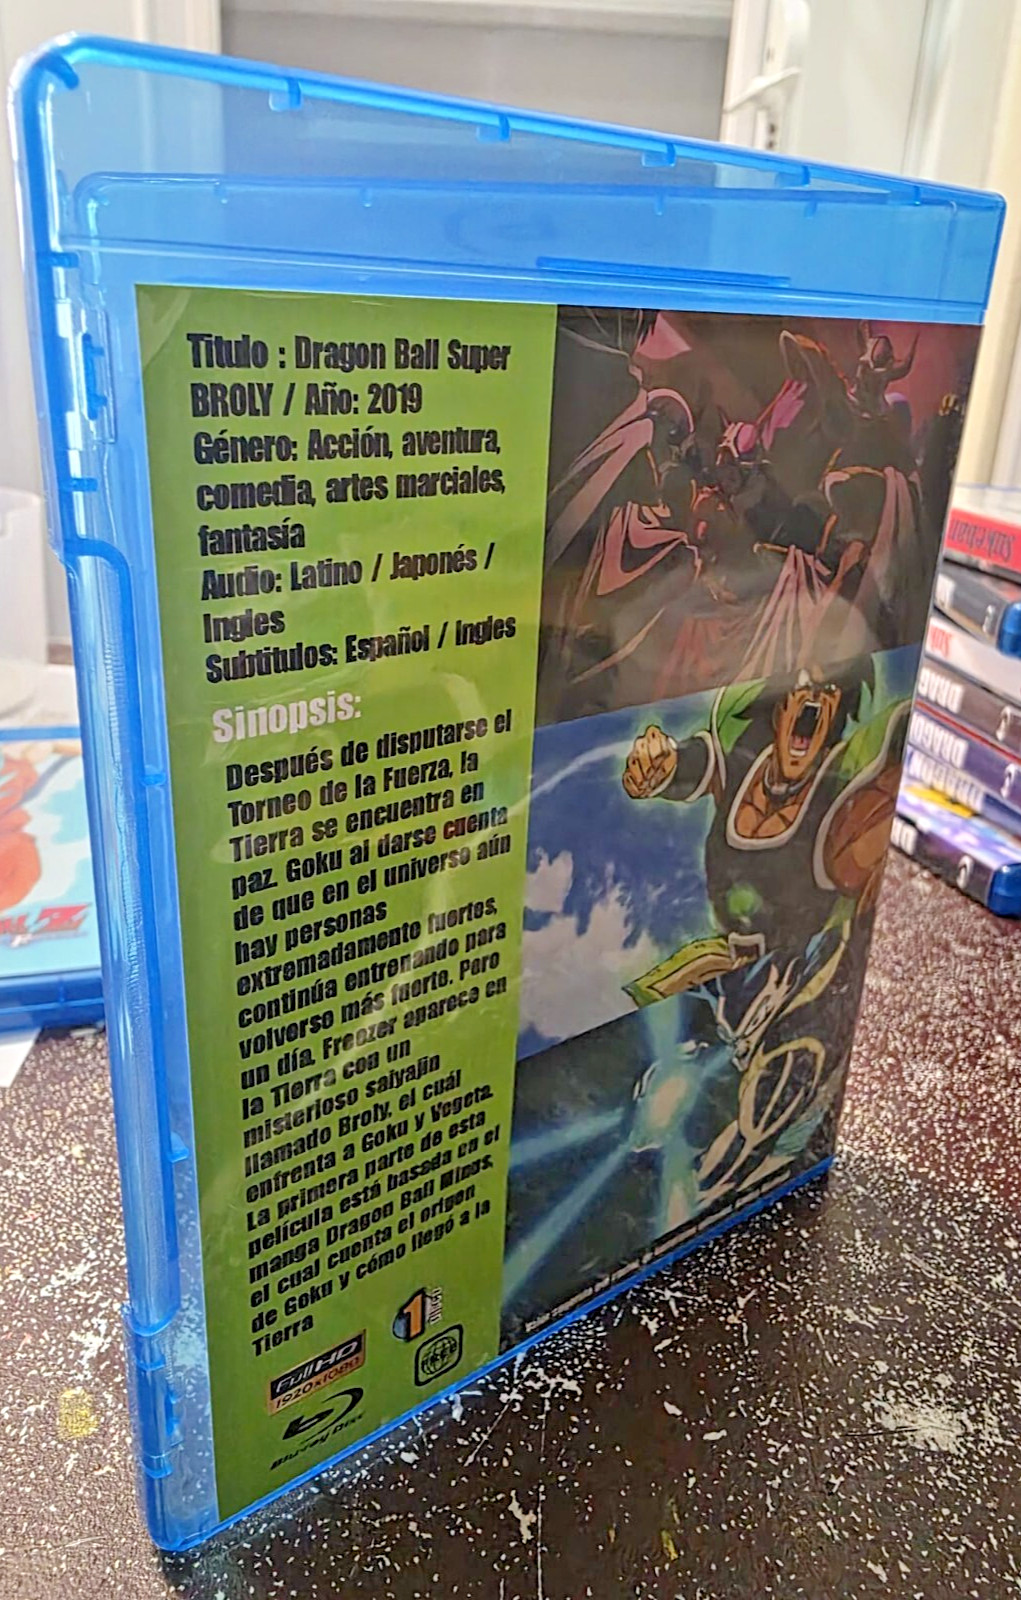 Titulo : Dragon Ball Super
BROLY / Año: 2019
Género: Acción, aventura,
comedia, artes marciales,
fantasía
Audio: Latino / Japonés /
Ingles
Subtitulos: Español / Ingles
Sinopsis:
Después de disputarse el
Torneo de la Fuerza, la
Tierra se encuentra en
paz. Goku al darse cuenta
de que en el universo aún
hay personas
extremadamente fuertes,
continúa entrenando para
volverse más fuerte. Pero
un día, Freezer aparece en
la Tierra con un
misterioso saiyajin
llamado Broly, el cuál
enfrenta a Goku y Vegeta.
La primera parte de esta
película está basada en el
manga Dragon Ball Minus,
el cual cuenta el origen
de Goku y cómo llegó a la
Tierra
1
Full HD
1920x1080
Blu-ray Disc